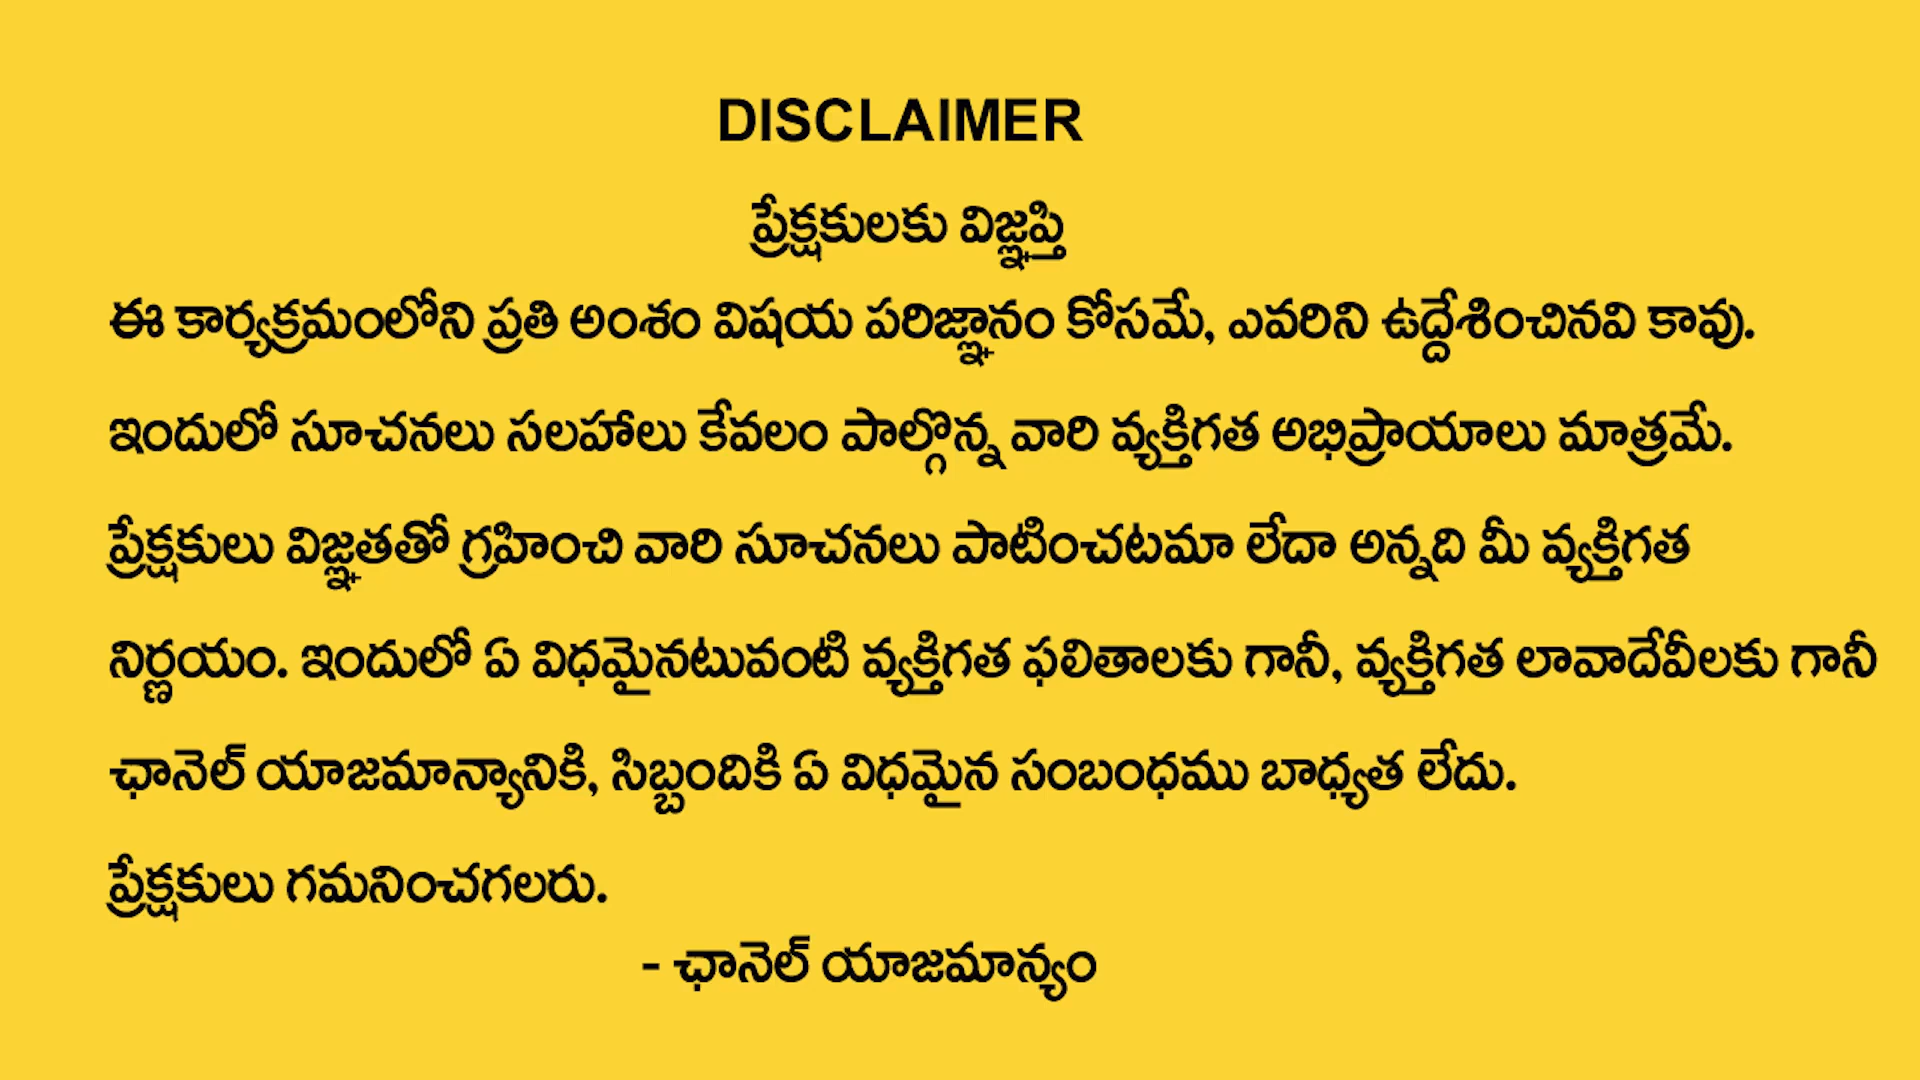 DISCLAIMER
ప్రేక్షకులకు విజ్ఞప్తి
ఈ కార్యక్రమంలోని ప్రతి అంశం విషయ పరిజ్ఞానం కోసమే, ఎవరిని ఉద్దేశించినవి కావు.
ఇందులో సూచనలు సలహాలు కేవలం పాల్గొన్న వారి వ్యక్తిగత అభిప్రాయాలు మాత్రమే.
ప్రేక్షకులు విజ్ఞతతో గ్రహించి వారి సూచనలు పాటించటమా లేదా అన్నది మీ వ్యక్తిగత
నిర్ణయం. ఇందులో ఏ విధమైనటువంటి వ్యక్తిగత ఫలితాలకు గానీ, వ్యక్తిగత లావాదేవీలకు గానీ
ఛానెల్ యాజమాన్యానికి, సిబ్బందికి ఏ విధమైన సంబంధము బాధ్యత లేదు.
ప్రేక్షకులు గమనించగలరు.
- ఛానెల్ యాజమాన్యం